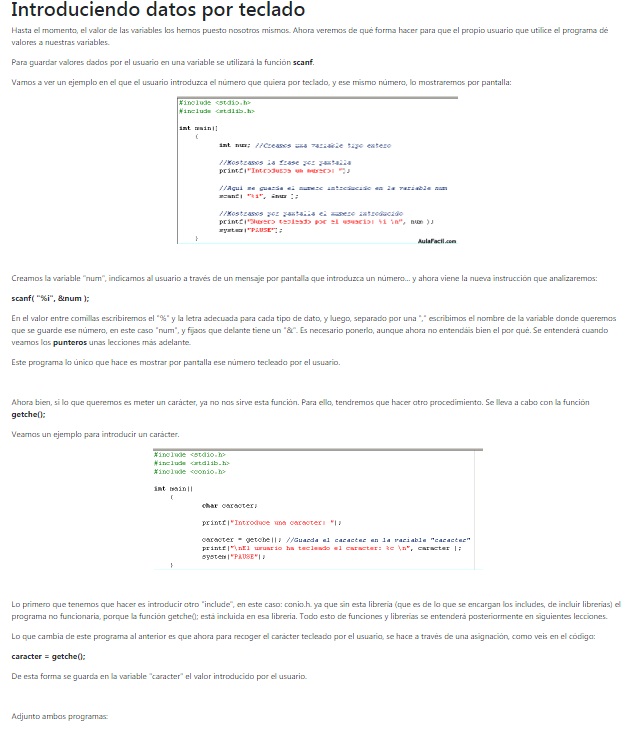 Introduciendo datos por teclado
Hasta el momento, el valor de las variables los hemos puesto nosotros mismos. Ahora veremos de qué forma hacer para que el propio usuario que utilice el programa dé
valores a nuestras variables.
Para guardar valores dados por el usuario en una variable se utilizará la función scanf.
Vamos a ver un ejemplo en el que el usuario introduzca el número que quiera por teclado, y ese mismo número, lo mostraremos por pantalla:
#include <stdio.h>
#include <stdlib.h>
int main()
{
int num; //Creamos una variable tipo entero
//Mostramos la frase por pantalla
printf("Introduzca un numero: ");
//Aqui se guarda el numero introducido en la variable num
scanf( "%i", &num );
//Mostramos por pantalla el numero introducido
printf("Numero tecleado por el usuario: %i \n", num );
system("PAUSE");
}
AulaFacil.com
Creamos la variable "num", indicamos al usuario a través de un mensaje por pantalla que introduzca un número... y ahora viene la nueva instrucción que analizaremos:
scanf( "%i", &num );
En el valor entre comillas escribiremos el "%" y la letra adecuada para cada tipo de dato, y luego, separado por una "," escribimos el nombre de la variable donde queremos
que se guarde ese número, en este caso "num", y fijaos que delante tiene un "&". Es necesario ponerlo, aunque ahora no entendáis bien el por qué. Se entenderá cuando
veamos los punteros unas lecciones más adelante.
Este programa lo único que hace es mostrar por pantalla ese número tecleado por el usuario.
Ahora bien, si lo que queremos es meter un carácter, ya no nos sirve esta función. Para ello, tendremos que hacer otro procedimiento. Se lleva a cabo con la función
getche();
Veamos un ejemplo para introducir un carácter.
#include <stdio.h>
#include <stdlib.h>
#include <conio.h>
int main()
{
char caracter;
printf("Introduce una caracter: ");
caracter = getche(); //Guarda el caracter en la variable "caracter"
printf("\nEl usuario ha tecleado el caracter: %c \n", caracter );
system("PAUSE");
}
Lo primero que tenemos que hacer es introducir otro "include", en este caso: conio.h. ya que sin esta librería (que es de lo que se encargan los includes, de incluir librerías) el
programa no funcionaría, porque la función getche(); está incluida en esa librería. Todo esto de funciones y librerías se entenderá posteriormente en siguientes lecciones.
Lo que cambia de este programa al anterior es que ahora para recoger el carácter tecleado por el usuario, se hace a través de una asignación, como veis en el código:
caracter = getche();
De esta forma se guarda en la variable "caracter" el valor introducido por el usuario.
Adjunto ambos programas: